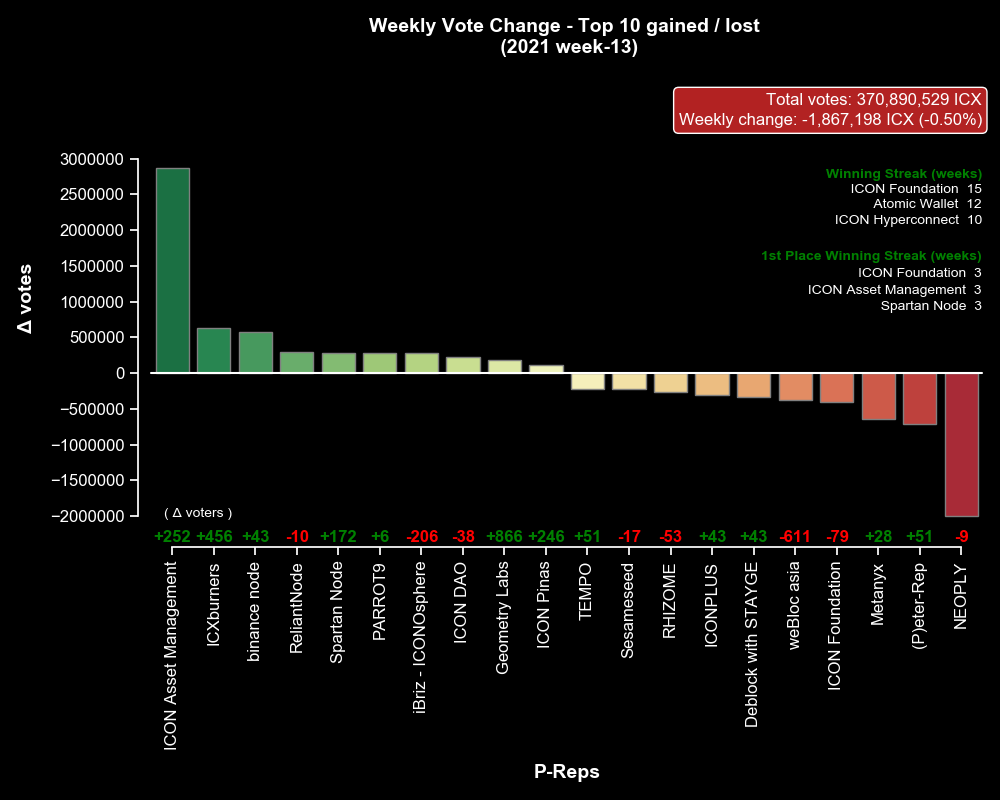 Weekly Vote Change - Top 10 gained / lost
(2021 week-13)
Total votes: 370,890,529 ICX
Weekly change: -1,867,198 ICX (-0.50%)
Winning Streak (weeks)
ICON Foundation 15
Atomic Wallet 12
ICON Hyperconnect 10
1st Place Winning Streak (weeks)
ICON Foundation 3
ICON Asset Management 3
Spartan Node 3
Δ votes
3000000
2500000
2000000
1500000
1000000
500000
0
−500000
−1000000
−1500000
−2000000
( Δ voters )
+252 +456 +43 -10 +172 +6 -206 -38 +866 +246 +51 -17 -53 +43 +43 -611 -79 +28 +51 -9
ICON Asset Management
ICXburners
binance node
ReliantNode
Spartan Node
PARROT9
iBriz - ICONOsphere
ICON DAO
Geometry Labs
ICON Pinas
TEMPO
Sesameseed
RHIZOME
ICONPLUS
Deblock with STAYGE
weBloc asia
ICON Foundation
Metanyx
(P)eter-Rep
NEOPLY
P-Reps